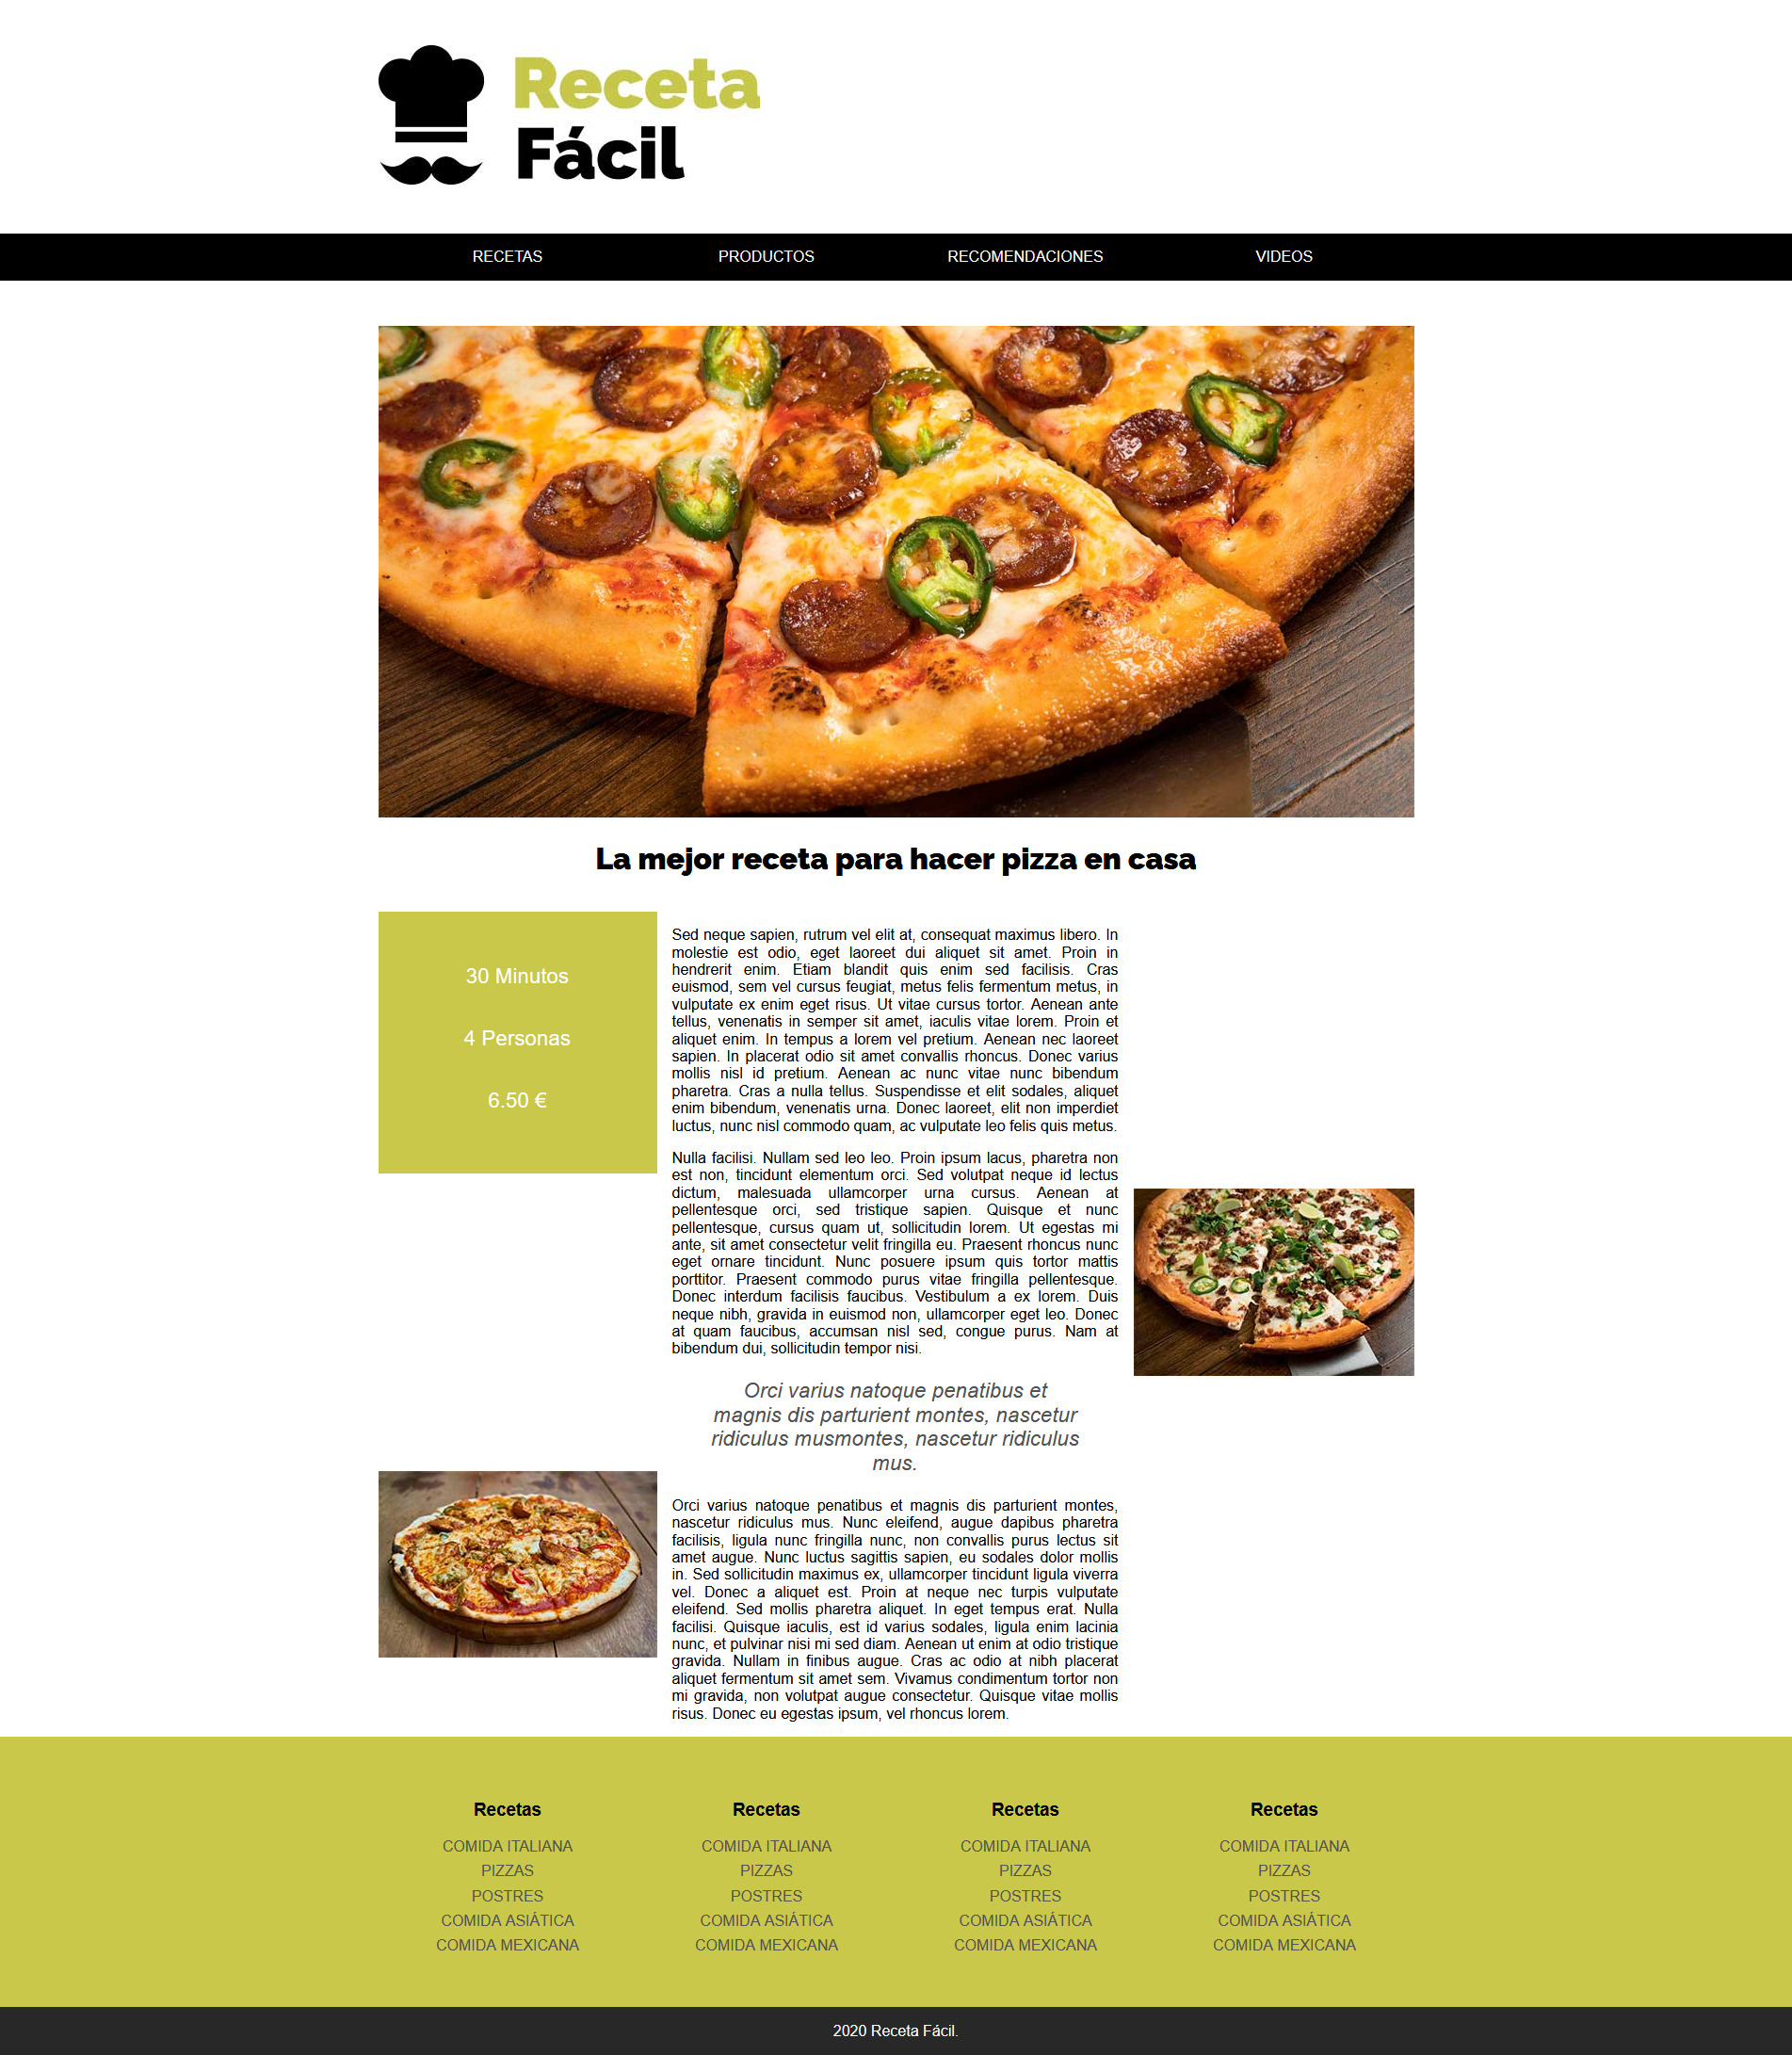 Receta
Fácil
RECETAS PRODUCTOS RECOMENDACIONES VIDEOS
La mejor receta para hacer pizza en casa
30 Minutos
4 Personas
6.50 €
Sed neque sapien, rutrum vel elit at, consequat maximus libero. In
molestie est odio, eget laoreet dui aliquet sit amet. Proin in
hendrerit enim. Etiam blandit quis enim sed facilisis. Cras
euismod, sem vel cursus feugiat, metus felis fermentum metus, in
vulputate ex enim eget risus. Ut vitae cursus tortor. Aenean ante
tellus, venenatis in semper sit amet, iaculis vitae lorem. Proin et
aliquet enim. In tempus a lorem vel pretium. Aenean nec laoreet
sapien. In placerat odio sit amet convallis rhoncus. Donec varius
mollis nisl id pretium. Aenean ac nunc vitae nunc bibendum
pharetra. Cras a nulla tellus. Suspendisse et elit sodales, aliquet
enim bibendum, venenatis urna. Donec laoreet, elit non imperdiet
luctus, nunc nisl commodo quam, ac vulputate leo felis quis metus.
Nulla facilisi. Nullam sed leo leo. Proin ipsum lacus, pharetra non
est non, tincidunt elementum orci. Sed volutpat neque id lectus
dictum, malesuada ullamcorper urna cursus. Aenean at
pellentesque orci, sed tristique sapien. Quisque et nunc
pellentesque, cursus quam ut, sollicitudin lorem. Ut egestas mi
ante, sit amet consectetur velit fringilla eu. Praesent rhoncus nunc
eget ornare tincidunt. Nunc posuere ipsum quis tortor mattis
porttitor. Praesent commodo purus vitae fringilla pellentesque.
Donec interdum facilisis faucibus. Vestibulum a ex lorem. Duis
neque nibh, gravida in euismod non, ullamcorper eget leo. Donec
at quam faucibus, accumsan nisl sed, congue purus. Nam at
bibendum dui, sollicitudin tempor nisi.
Orci varius natoque penatibus et
magnis dis parturient montes, nascetur
ridiculus musmontes, nascetur ridiculus
mus.
Orci varius natoque penatibus et magnis dis parturient montes,
nascetur ridiculus mus. Nunc eleifend, augue dapibus pharetra
facilisis, ligula nunc fringilla nunc, non convallis purus lectus sit
amet augue. Nunc luctus sagittis sapien, eu sodales dolor mollis
in. Sed sollicitudin maximus ex, ullamcorper tincidunt ligula viverra
vel. Donec a aliquet est. Proin at neque nec turpis vulputate
eleifend. Sed mollis pharetra aliquet. In eget tempus erat. Nulla
facilisi. Quisque iaculis, est id varius sodales, ligula enim lacinia
nunc, et pulvinar nisi mi sed diam. Aenean ut enim at odio tristique
gravida. Nullam in finibus augue. Cras ac odio at nibh placerat
aliquet fermentum sit amet sem. Vivamus condimentum tortor non
mi gravida, non volutpat augue consectetur. Quisque vitae mollis
risus. Donec eu egestas ipsum, vel rhoncus lorem.
Recetas
COMIDA ITALIANA
PIZZAS
POSTRES
COMIDA ASIÁTICA
COMIDA MEXICANA
Recetas
COMIDA ITALIANA
PIZZAS
POSTRES
COMIDA ASIÁTICA
COMIDA MEXICANA
Recetas
COMIDA ITALIANA
PIZZAS
POSTRES
COMIDA ASIÁTICA
COMIDA MEXICANA
Recetas
COMIDA ITALIANA
PIZZAS
POSTRES
COMIDA ASIÁTICA
COMIDA MEXICANA
2020 Receta Fácil.